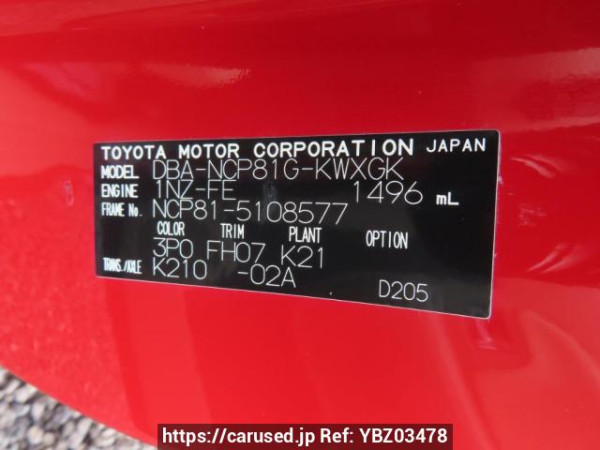 TOYOTA MOTOR CORPORATION JAPAN
MODEL DBA-NCP81G-KWXGK
ENGINE 1NZ-FE 1496 mL
FRAME No. NCP81-5108577
COLOR TRIM PLANT OPTION
3P0 FH07 K21
TRANS./AXLE K210 -02A
D205
https://carused.jp Ref: YBZ03478